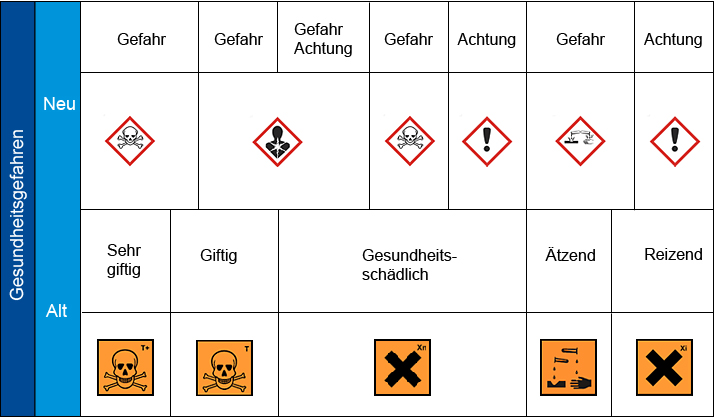 Gesundheitsgefahren
Neu
Gefahr
Gefahr
Gefahr
Achtung
Gefahr
Achtung
Gefahr
Achtung
Alt
Sehr
giftig
Giftig
Gesundheits-
schädlich
Ätzend
Reizend
T+
T
Xn
Xi